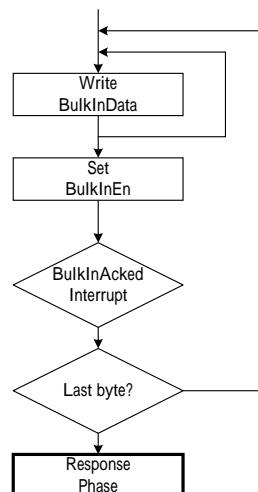 Write
BulkInData
Set
BulkInEn
BulkInAcked
Interrupt
Last byte?
Response
Phase